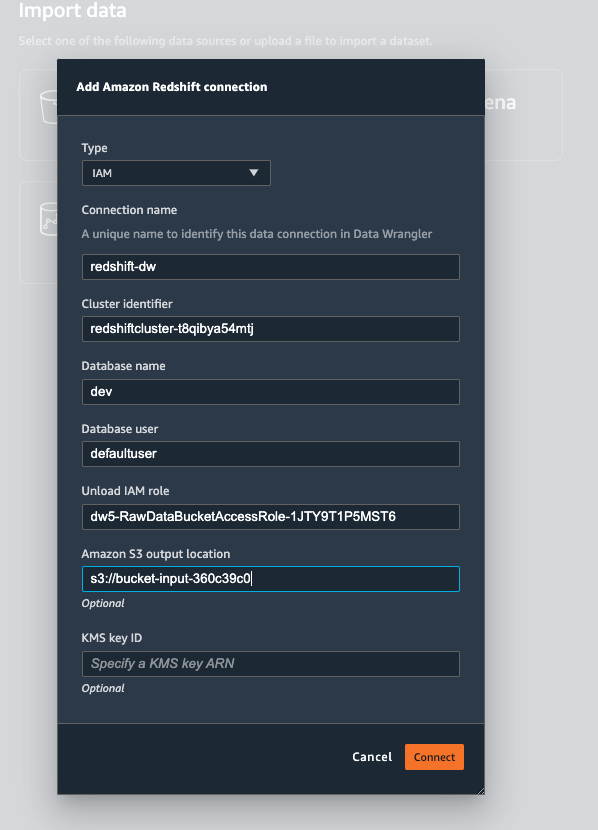 Import data
Select one of the following data sources or upload a file to import a dataset.
ena
Add Amazon Redshift connection
Type
IAM
Connection name
A unique name to identify this data connection in Data Wrangler
redshift-dw
Cluster identifier
redshiftcluster-t8qibya54mtj
Database name
dev
Database user
defaultuser
Unload IAM role
dw5-RawDataBucketAccessRole-1JTY9T1P5MST6
Amazon S3 output location
s3://bucket-input-360c39c0
Optional
KMS key ID
Specify a KMS key ARN
Optional
Cancel
Connect